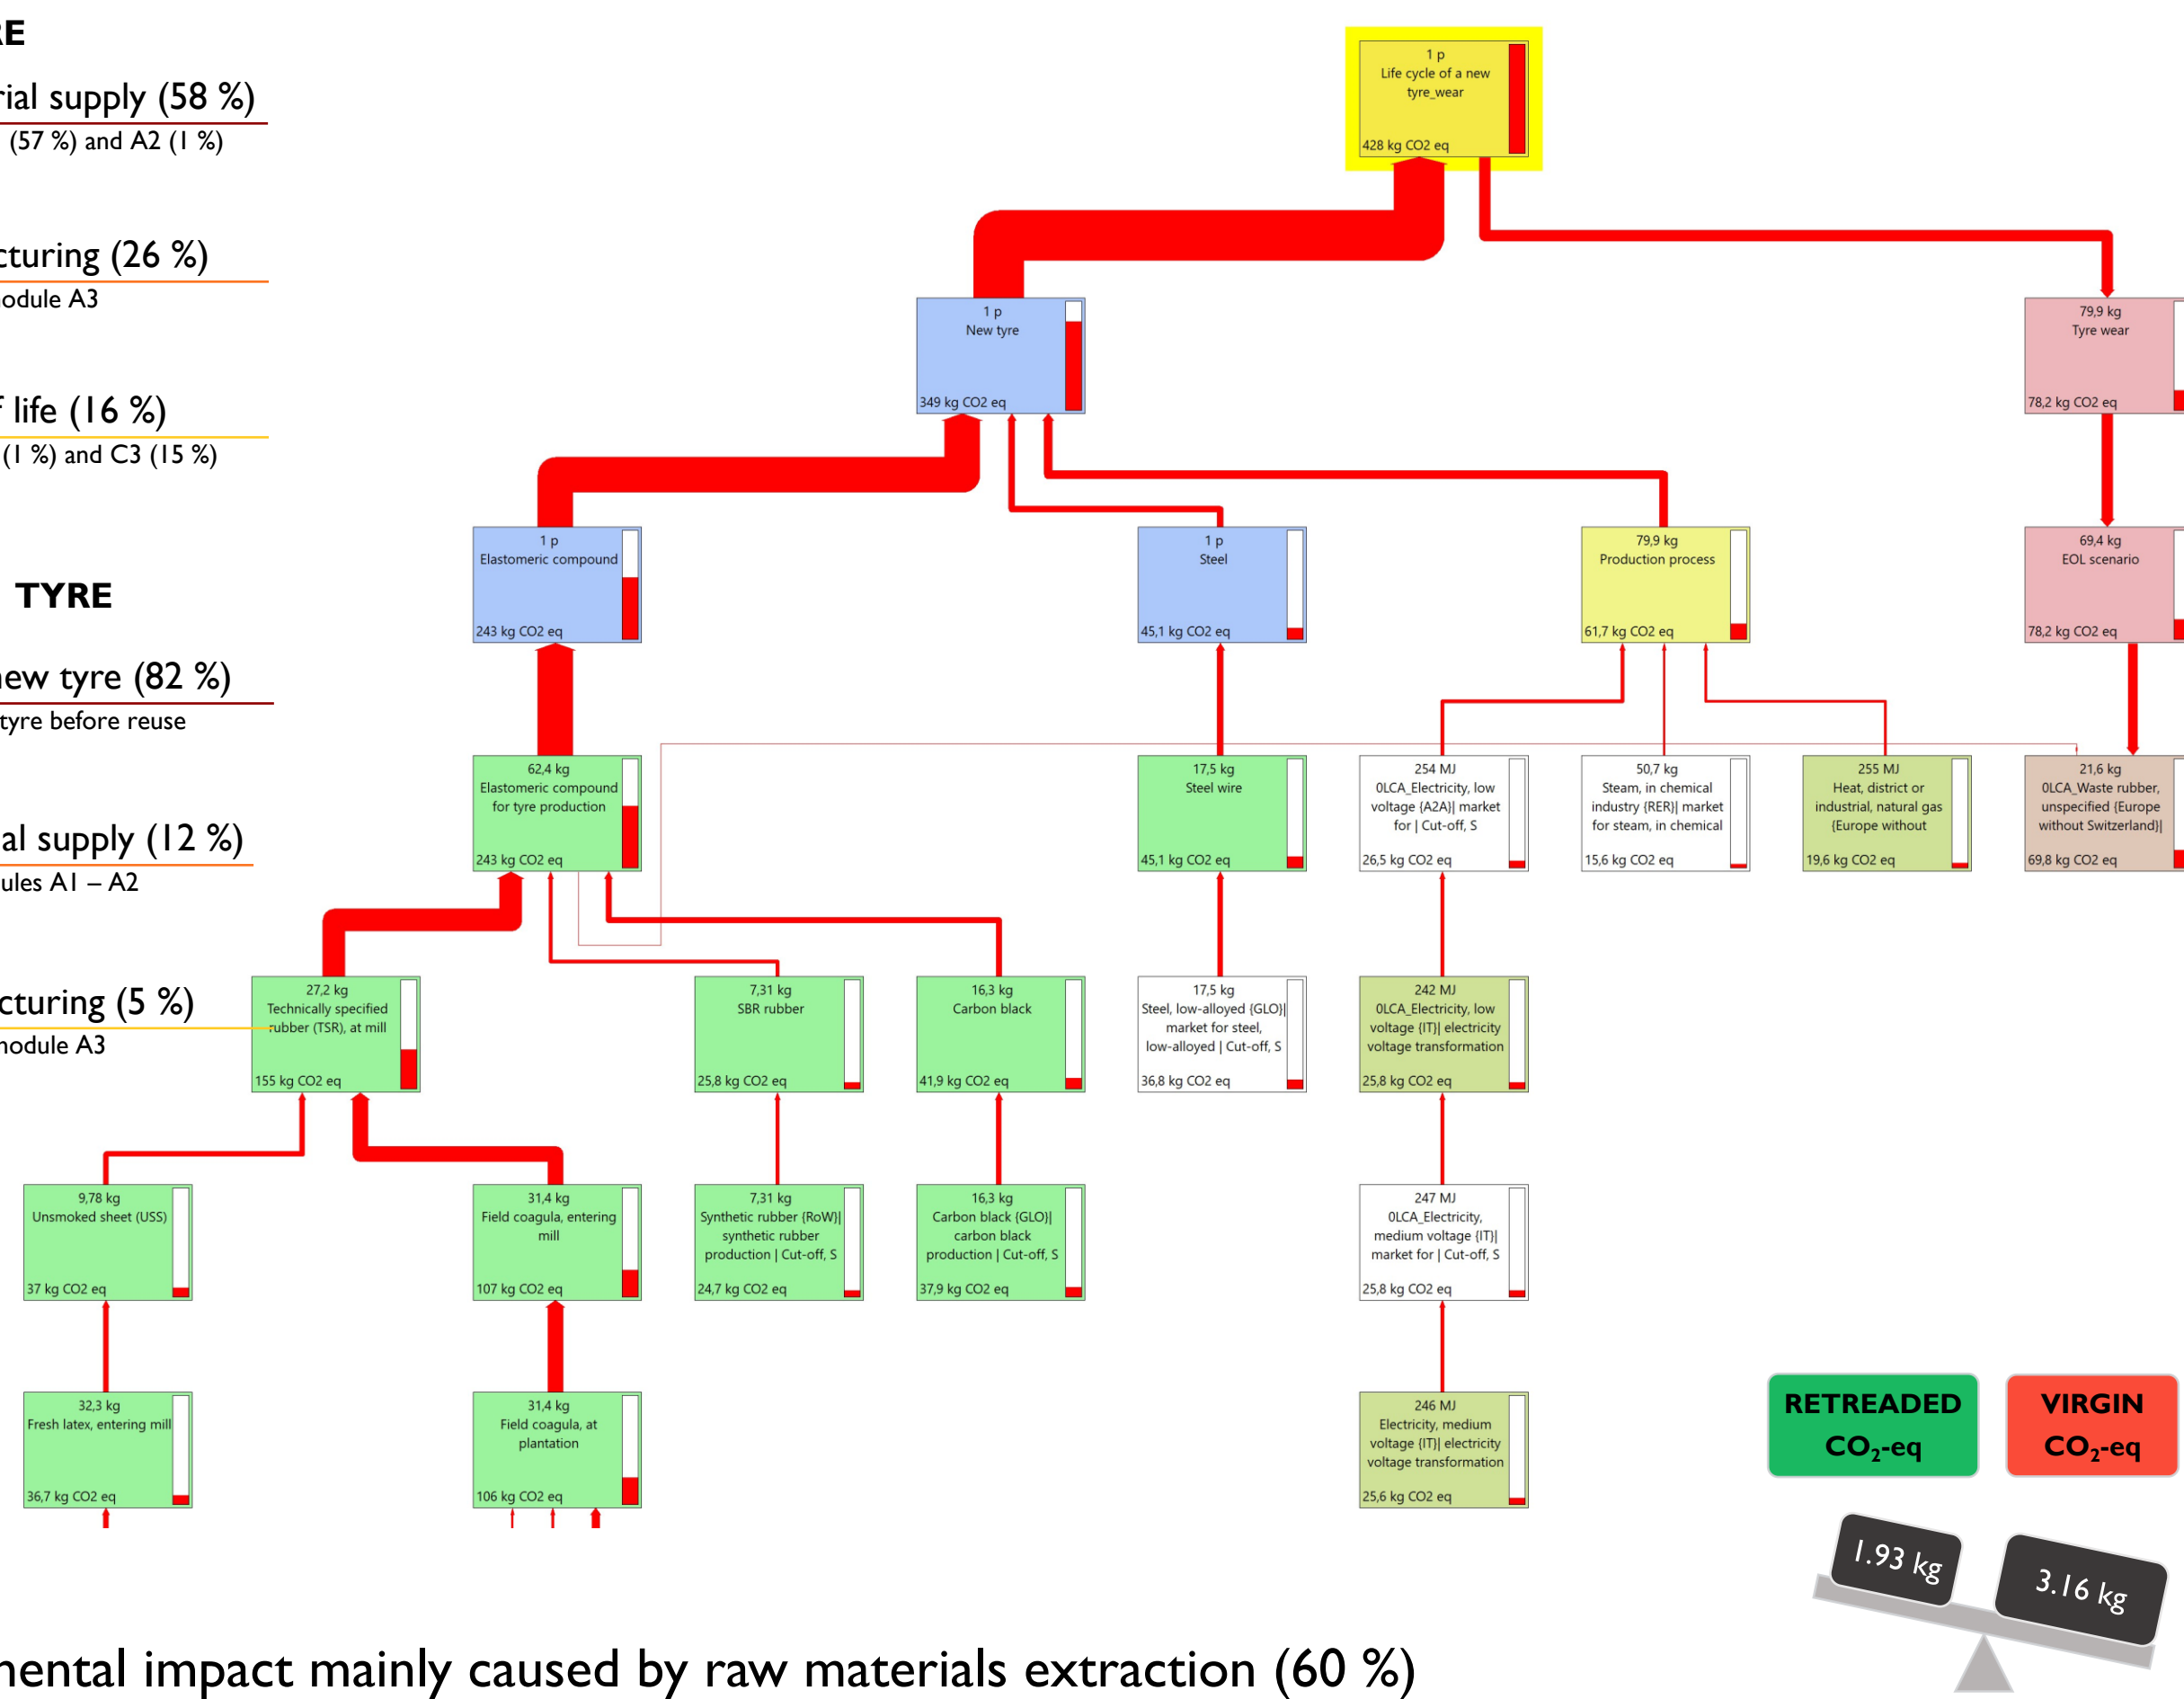 RE
rial supply (58 %)
(57 %) and A2 (1 %)
cturing (26 %)
nodule A3
f life (16 %)
(1 %) and C3 (15 %)
TYRE
new tyre (82 %)
tyre before reuse
al supply (12 %)
ules A1 – A2
cturing (5 %)
nodule A3
1 p
Life cycle of a new
tyre_wear
428 kg CO2 eq
1 p
New tyre
349 kg CO2 eq
79,9 kg
Tyre wear
78,2 kg CO2 eq
1 p
Elastomeric compound
243 kg CO2 eq
1 p
Steel
45,1 kg CO2 eq
79,9 kg
Production process
61,7 kg CO2 eq
69,4 kg
EOL scenario
78,2 kg CO2 eq
62,4 kg
Elastomeric compound
for tyre production
243 kg CO2 eq
17,5 kg
Steel wire
45,1 kg CO2 eq
254 MJ
0LCA_Electricity, low
voltage {A2A}| market
for | Cut-off, S
26,5 kg CO2 eq
50,7 kg
Steam, in chemical
industry {RER}| market
for steam, in chemical
15,6 kg CO2 eq
255 MJ
Heat, district or
industrial, natural gas
{Europe without
19,6 kg CO2 eq
21,6 kg
0LCA_Waste rubber,
unspecified {Europe
without Switzerland}|
69,8 kg CO2 eq
27,2 kg
Technically specified
rubber (TSR), at mill
155 kg CO2 eq
7,31 kg
SBR rubber
25,8 kg CO2 eq
16,3 kg
Carbon black
41,9 kg CO2 eq
17,5 kg
Steel, low-alloyed {GLO}|
market for steel,
low-alloyed | Cut-off, S
36,8 kg CO2 eq
242 MJ
0LCA_Electricity, low
voltage {IT}| electricity
voltage transformation
25,8 kg CO2 eq
9,78 kg
Unsmoked sheet (USS)
37 kg CO2 eq
31,4 kg
Field coagula, entering
mill
107 kg CO2 eq
7,31 kg
Synthetic rubber {RoW}|
synthetic rubber
production | Cut-off, S
24,7 kg CO2 eq
16,3 kg
Carbon black {GLO}|
carbon black
production | Cut-off, S
37,9 kg CO2 eq
247 MJ
0LCA_Electricity,
medium voltage {IT}|
market for | Cut-off, S
25,8 kg CO2 eq
32,3 kg
Fresh latex, entering mill
36,7 kg CO2 eq
31,4 kg
Field coagula, at
plantation
106 kg CO2 eq
246 MJ
Electricity, medium
voltage {IT}| electricity
voltage transformation
25,6 kg CO2 eq
RETREADED
CO₂-eq
VIRGIN
CO₂-eq
1.93 kg
3.16 kg
mental impact mainly caused by raw materials extraction (60 %)